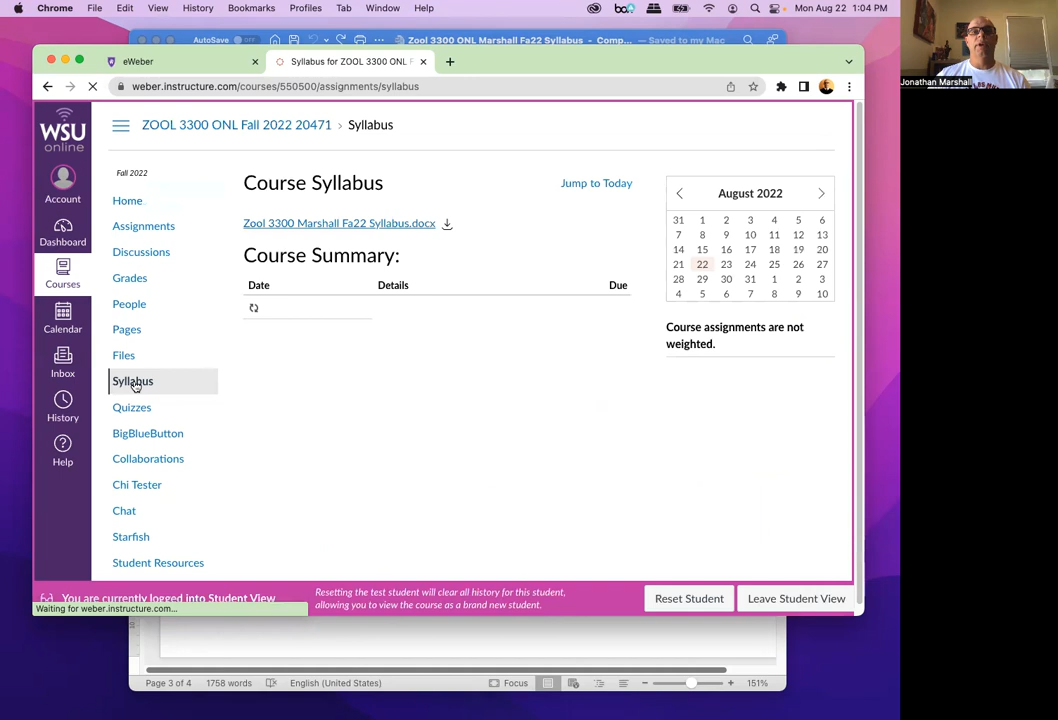 Chrome File Edit View History Bookmarks Profiles Tab Window Help Mon Aug 22 1:04 PM
AutoSave OFF Zool 3300 ONL Marshall Fa22 Syllabus - Comp... — Saved to my Mac
eWeber
Syllabus for ZOOL 3300 ONL F
weber.instructure.com/courses/550500/assignments/syllabus
Jonathan Marshall
WSU
online
Account
Dashboard
Courses
Calendar
Inbox
History
Help
ZOOL 3300 ONL Fall 2022 20471 › Syllabus
Fall 2022
Home
Assignments
Discussions
Grades
People
Pages
Files
Syllabus
Quizzes
BigBlueButton
Collaborations
Chi Tester
Chat
Starfish
Student Resources
Course Syllabus
Jump to Today
Zool 3300 Marshall Fa22 Syllabus.docx
Course Summary:
Date Details Due
August 2022
31 1 2 3 4 5 6
7 8 9 10 11 12 13
14 15 16 17 18 19 20
21 22 23 24 25 26 27
28 29 30 31 1 2 3
4 5 6 7 8 9 10
Course assignments are not
weighted.
You are currently logged into Student View
Resetting the test student will clear all history for this student,
allowing you to view the course as a brand new student.
Reset Student
Leave Student View
Waiting for weber.instructure.com...
Page 3 of 4 1758 words English (United States) Focus 151%